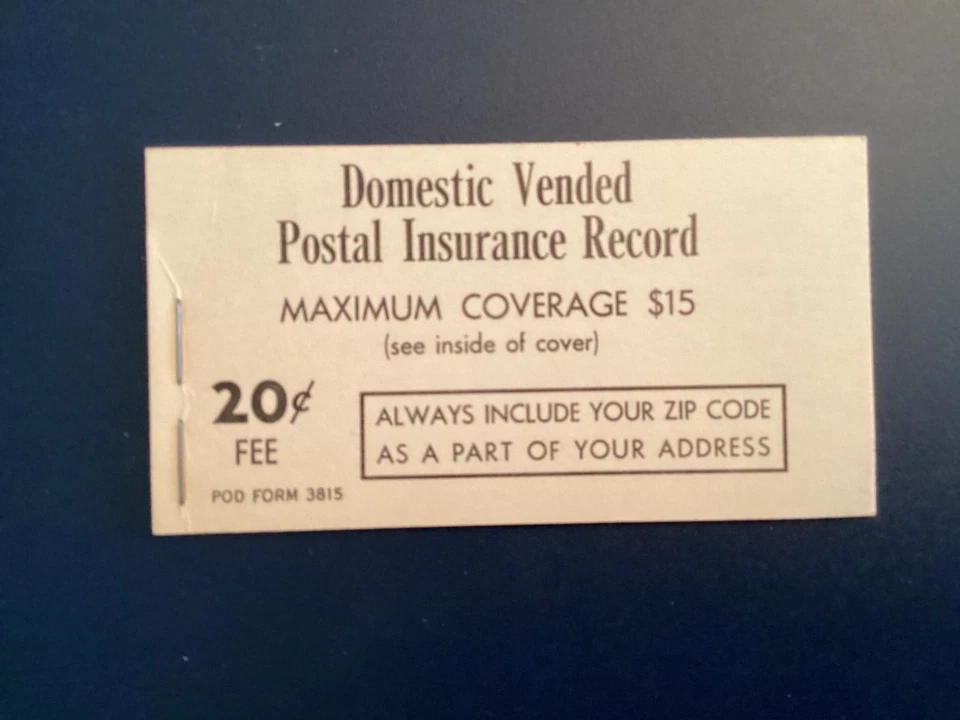 Domestic Vended
Postal Insurance Record
MAXIMUM COVERAGE $15
(see inside of cover)
20¢
FEE
ALWAYS INCLUDE YOUR ZIP CODE
AS A PART OF YOUR ADDRESS
POD FORM 3815